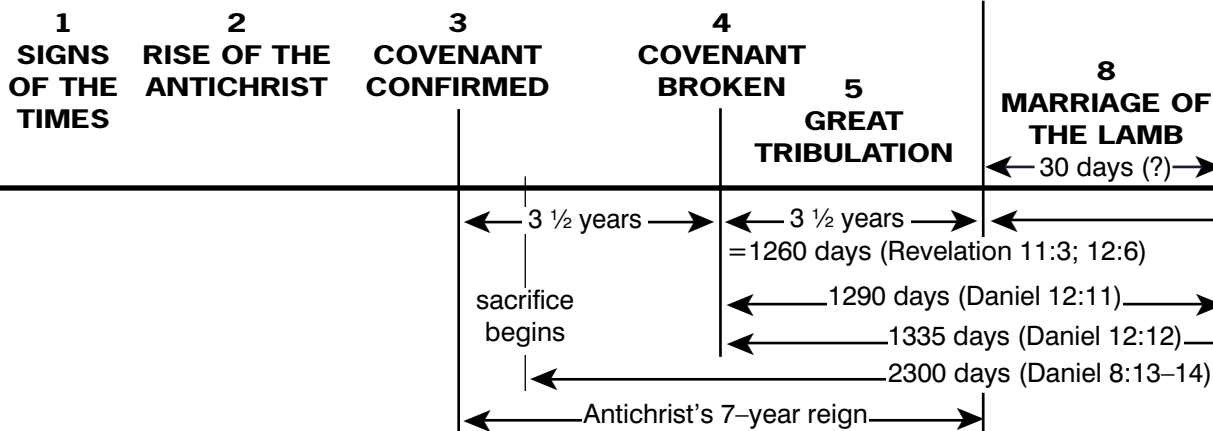 1
SIGNS
OF THE
TIMES
2
RISE OF THE
ANTICHRIST
3
COVENANT
CONFIRMED
4
COVENANT
BROKEN
5
GREAT
TRIBULATION
8
MARRIAGE OF
THE LAMB
30 days (?)
3 ½ years
3 ½ years
=1260 days (Revelation 11:3; 12:6)
sacrifice
begins
1290 days (Daniel 12:11)
1335 days (Daniel 12:12)
2300 days (Daniel 8:13–14)
Antichrist's 7–year reign